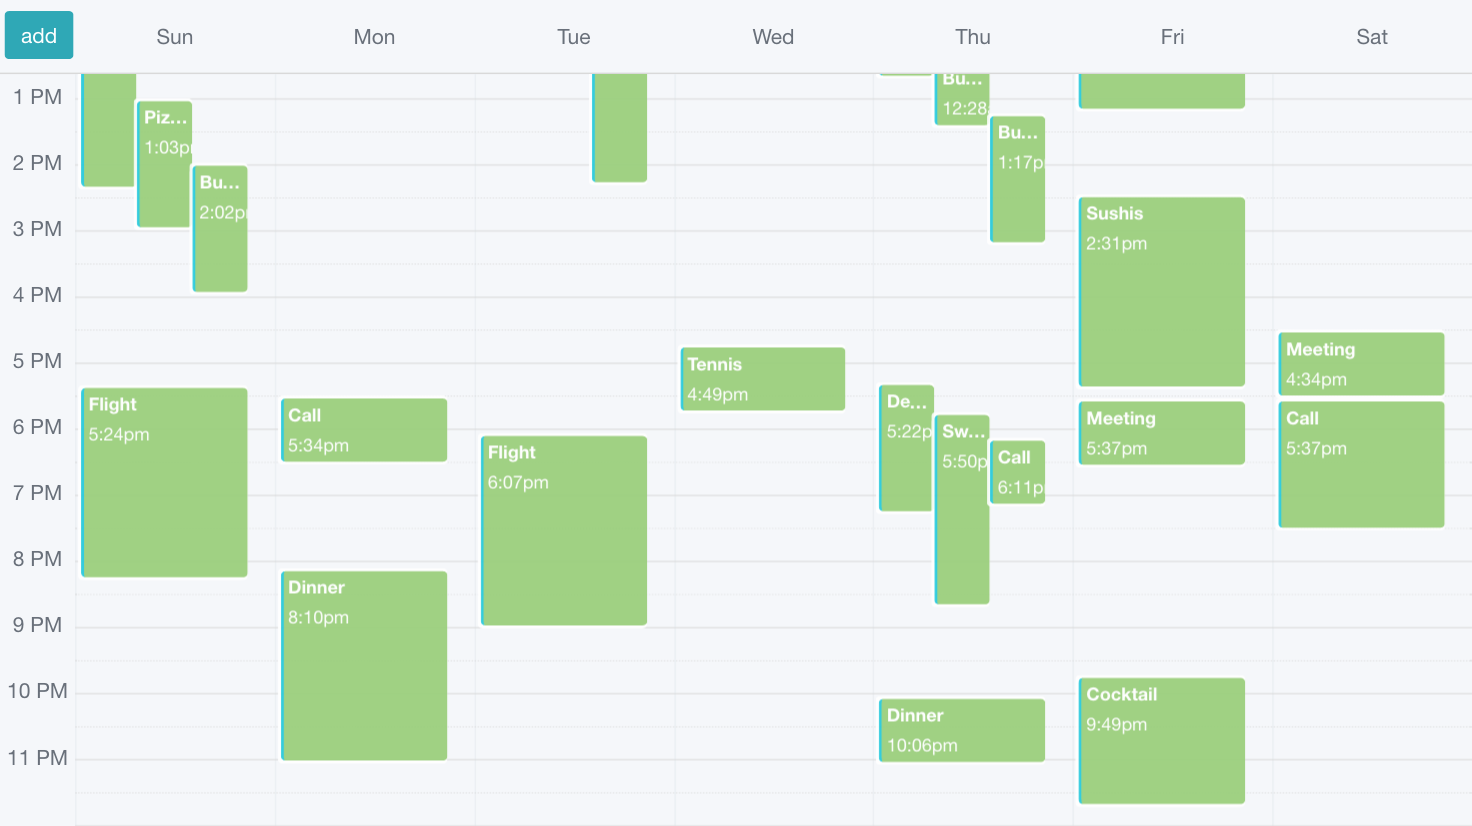 add
Sun
Mon
Tue
Wed
Thu
Fri
Sat
1 PM
2 PM
3 PM
4 PM
5 PM
6 PM
7 PM
8 PM
9 PM
10 PM
11 PM
Piz...
1:03p
Bu...
2:02p
Flight
5:24pm
Call
5:34pm
Dinner
8:10pm
Flight
6:07pm
Tennis
4:49pm
Bu...
12:28
Bu...
1:17p
De...
5:22p
Sw...
5:50p
Call
6:11p
Dinner
10:06pm
Sushis
2:31pm
Meeting
5:37pm
Cocktail
9:49pm
Meeting
4:34pm
Call
5:37pm